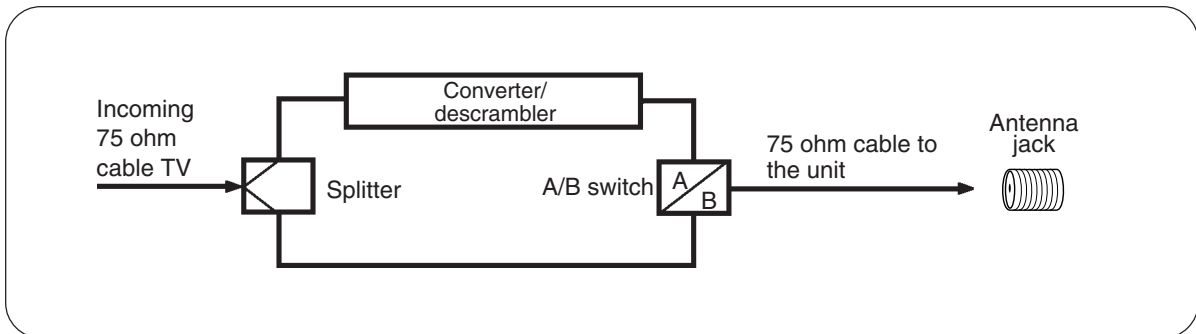 Incoming
75 ohm
cable TV
Converter/
descrambler
Splitter
A/B switch
A
B
75 ohm cable to
the unit
Antenna
jack